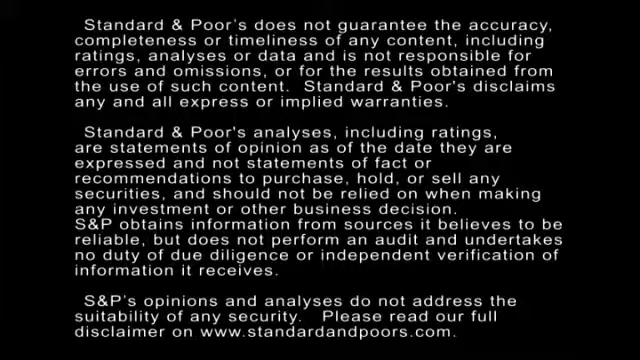 Standard & Poor's does not guarantee the accuracy,
completeness or timeliness of any content, including
ratings, analyses or data and is not responsible for
errors and omissions, or for the results obtained from
the use of such content. Standard & Poor's disclaims
any and all express or implied warranties.
Standard & Poor's analyses, including ratings,
are statements of opinion as of the date they are
expressed and not statements of fact or
recommendations to purchase, hold, or sell any
securities, and should not be relied on when making
any investment or other business decision.
S&P obtains information from sources it believes to be
reliable, but does not perform an audit and undertakes
no duty of due diligence or independent verification of
information it receives.
S&P's opinions and analyses do not address the
suitability of any security. Please read our full
disclaimer on www.standardandpoors.com.